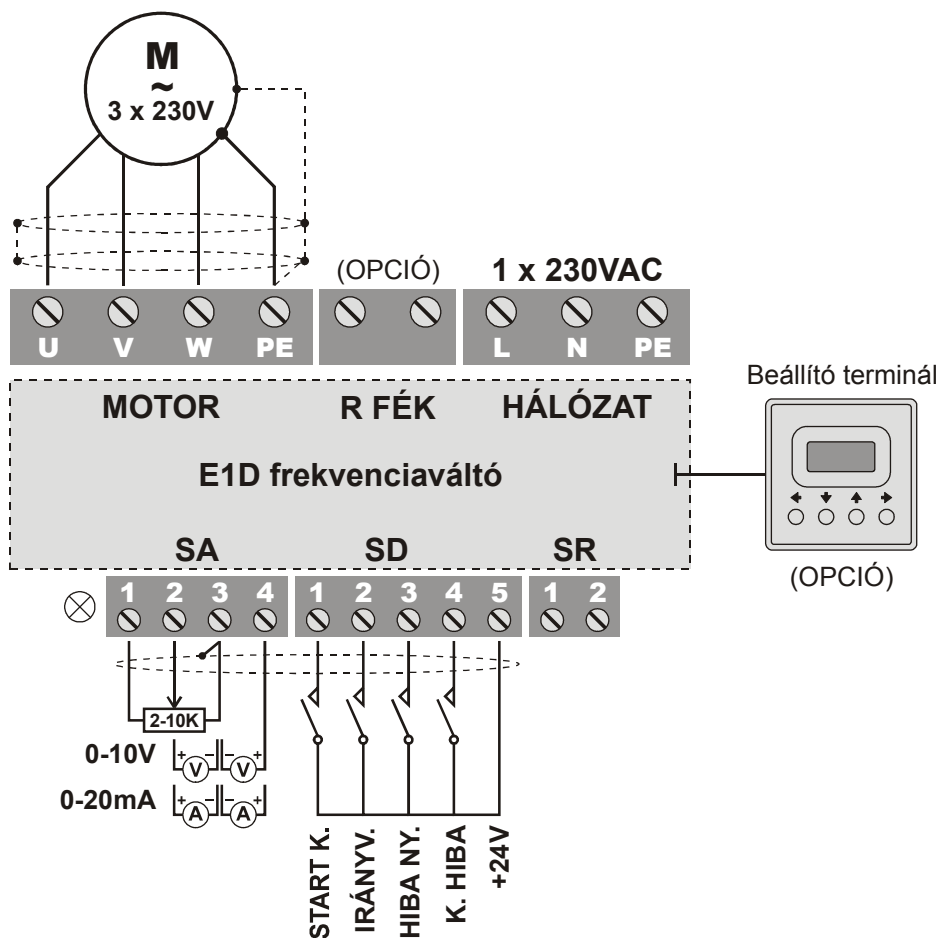 M
~
3 x 230V
(OPCIÓ) 1 x 230VAC
U V W PE L N PE
Beállító terminál
MOTOR R FÉK HÁLÓZAT
E1D frekvenciaváltó
SA SD SR
(OPCIÓ)
1 2 3 4 1 2 3 4 5 1 2
2-10K
0-10V + V − − V +
0-20mA + A − − A +
START K.
IRÁNYV.
HIBA NY.
K. HIBA
+24V